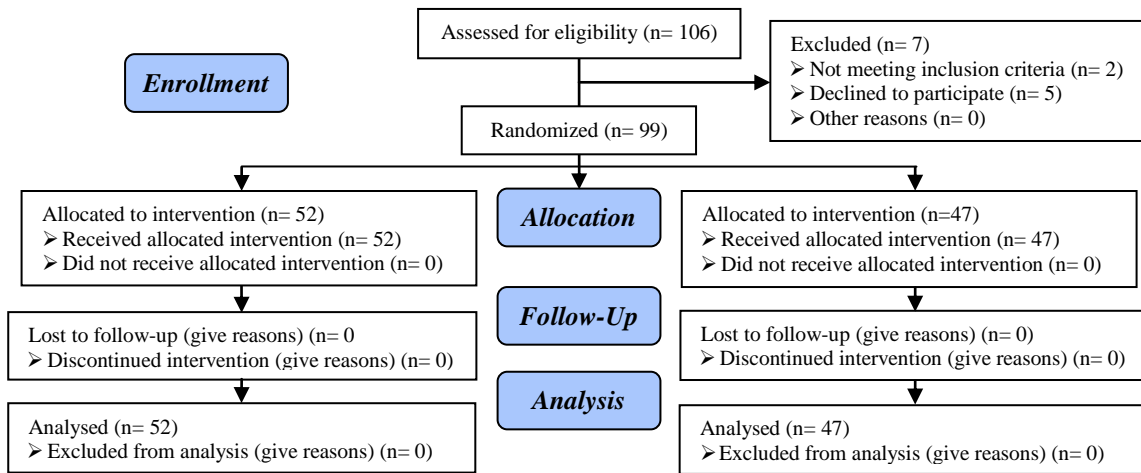 Assessed for eligibility (n= 106)
Excluded (n= 7)
➤ Not meeting inclusion criteria (n= 2)
➤ Declined to participate (n= 5)
➤ Other reasons (n= 0)
Enrollment
Randomized (n= 99)
Allocated to intervention (n= 52)
➤ Received allocated intervention (n= 52)
➤ Did not receive allocated intervention (n= 0)
Allocation
Allocated to intervention (n=47)
➤ Received allocated intervention (n= 47)
➤ Did not receive allocated intervention (n= 0)
Lost to follow-up (give reasons) (n= 0
➤ Discontinued intervention (give reasons) (n= 0)
Follow-Up
Lost to follow-up (give reasons) (n= 0)
➤ Discontinued intervention (give reasons) (n= 0)
Analysed (n= 52)
➤ Excluded from analysis (give reasons) (n= 0)
Analysis
Analysed (n= 47)
➤ Excluded from analysis (give reasons) (n= 0)